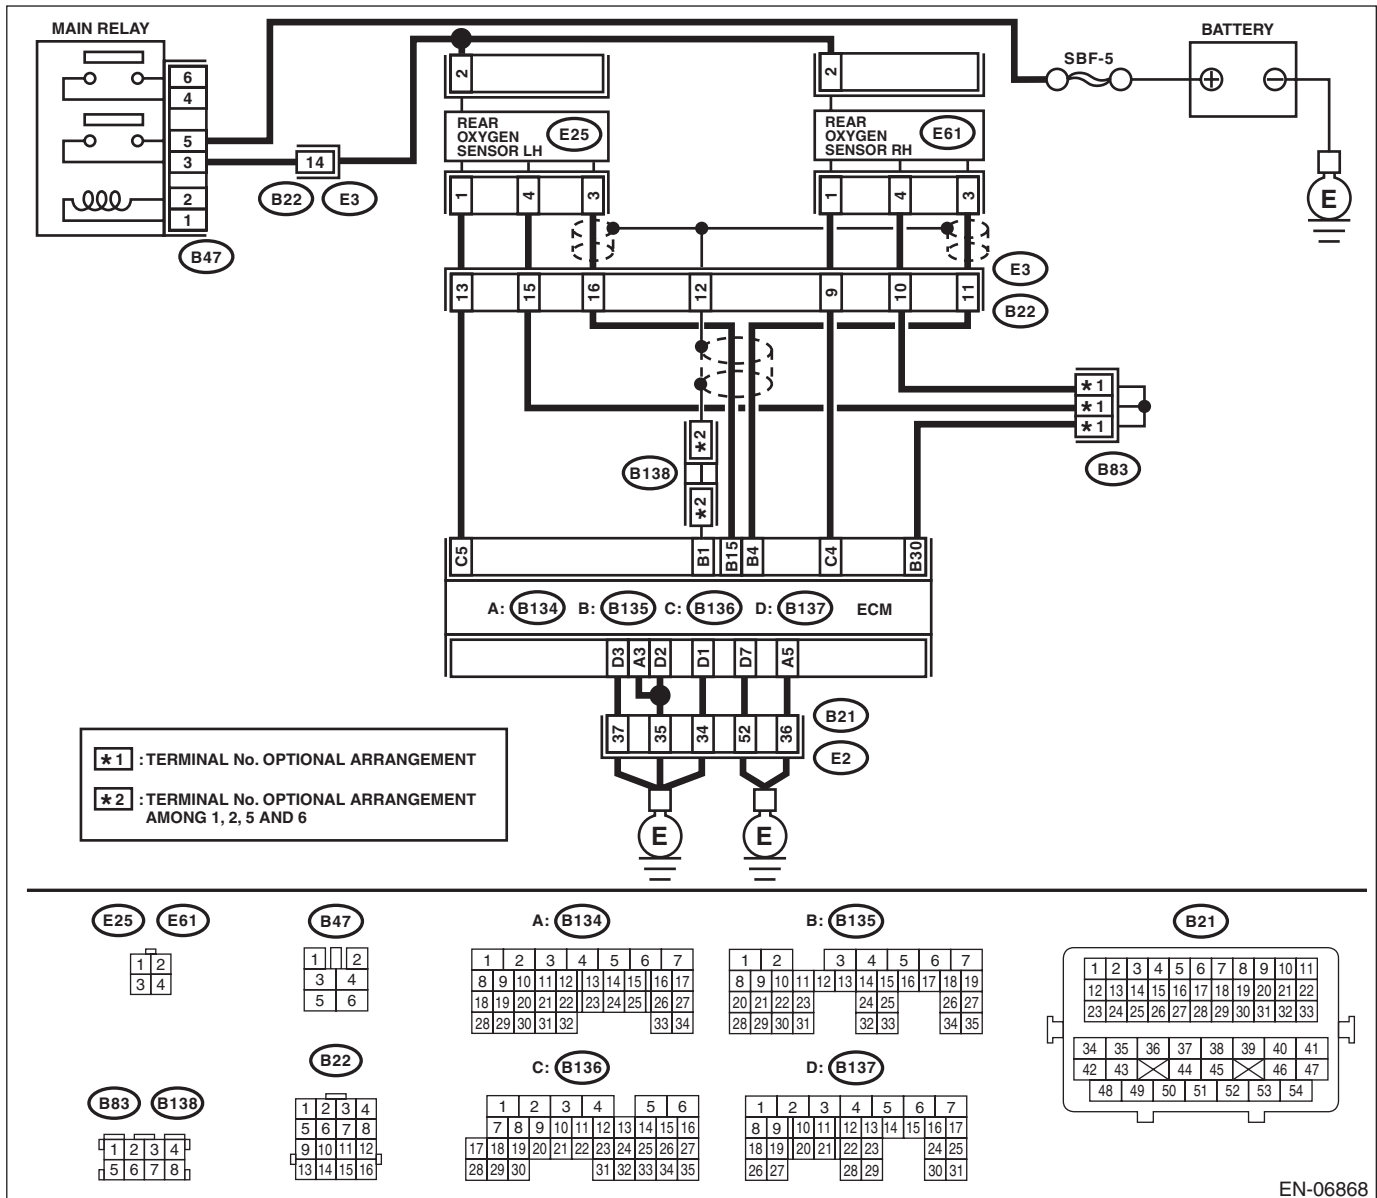 MAIN RELAY
BATTERY
SBF-5
6
4
5
3
2
1
B47
14
B22 E3
2
2
REAR
OXYGEN
SENSOR LH
E25
REAR
OXYGEN
SENSOR RH
E61
E
1 4 3
1 4 3
13 15 16 12 9 10 11
E3
B22
*1
*1
*1
B83
*2
B138
*2
C5 B1 B15 B4 C4 B30
A: B134 B: B135 C: B136 D: B137 ECM
D3 A3 D2 D1 D7 A5
37 35 34 52 36
B21
E2
E E
*1 : TERMINAL No. OPTIONAL ARRANGEMENT
*2 : TERMINAL No. OPTIONAL ARRANGEMENT
AMONG 1, 2, 5 AND 6
E25 E61
1 2
3 4
B47
1 2
3 4
5 6
A: B134
1 2 3 4 5 6 7
8 9 10 11 12 13 14 15 16 17
18 19 20 21 22 23 24 25 26 27
28 29 30 31 32 33 34
B: B135
1 2 3 4 5 6 7
8 9 10 11 12 13 14 15 16 17 18 19
20 21 22 23 24 25 26 27
28 29 30 31 32 33 34 35
B21
1 2 3 4 5 6 7 8 9 10 11
12 13 14 15 16 17 18 19 20 21 22
23 24 25 26 27 28 29 30 31 32 33
34 35 36 37 38 39 40 41
42 43 44 45 46 47
48 49 50 51 52 53 54
B83 B138
1 2 3 4
5 6 7 8
B22
1 2 3 4
5 6 7 8
9 10 11 12
13 14 15 16
C: B136
1 2 3 4 5 6
7 8 9 10 11 12 13 14 15 16
17 18 19 20 21 22 23 24 25 26 27
28 29 30 31 32 33 34 35
D: B137
1 2 3 4 5 6 7
8 9 10 11 12 13 14 15 16 17
18 19 20 21 22 23 24 25
26 27 28 29 30 31
EN-06868